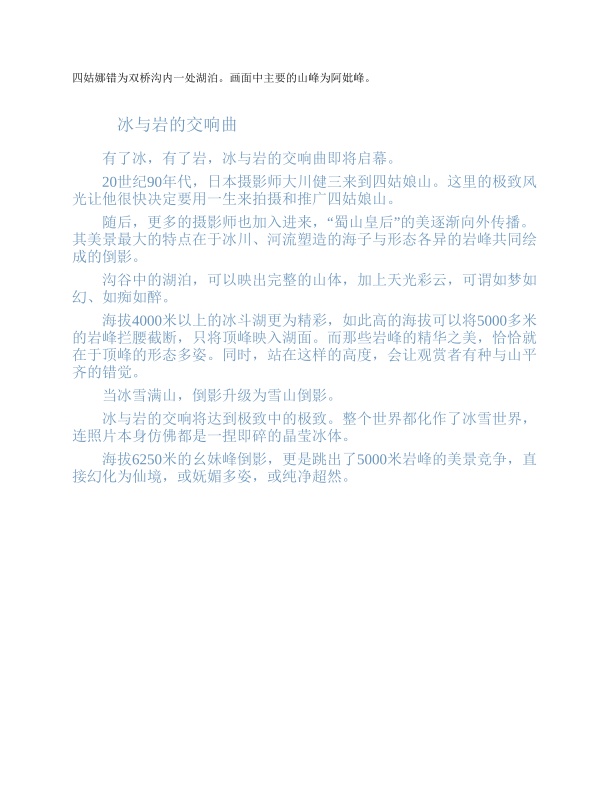 四姑娜错为双桥沟内一处湖泊。画面中主要的山峰为阿妣峰。
冰与岩的交响曲
有了冰，有了岩，冰与岩的交响曲即将启幕。
20世纪90年代，日本摄影师大川健三来到四姑娘山。这里的极致风
光让他很快决定要用一生来拍摄和推广四姑娘山。
随后，更多的摄影师也加入进来，“蜀山皇后”的美逐渐向外传播。
其美景最大的特点在于冰川、河流塑造的海子与形态各异的岩峰共同绘
成的倒影。
沟谷中的湖泊，可以映出完整的山体，加上天光彩云，可谓如梦如
幻、如痴如醉。
海拔4000米以上的冰斗湖更为精彩，如此高的海拔可以将5000多米
的岩峰拦腰截断，只将顶峰映入湖面。而那些岩峰的精华之美，恰恰就
在于顶峰的形态多姿。同时，站在这样的高度，会让观赏者有种与山平
齐的错觉。
当冰雪满山，倒影升级为雪山倒影。
冰与岩的交响将达到极致中的极致。整个世界都化作了冰雪世界，
连照片本身仿佛都是一捏即碎的晶莹冰体。
海拔6250米的幺妹峰倒影，更是跳出了5000米岩峰的美景竞争，直
接幻化为仙境，或妩媚多姿，或纯净超然。